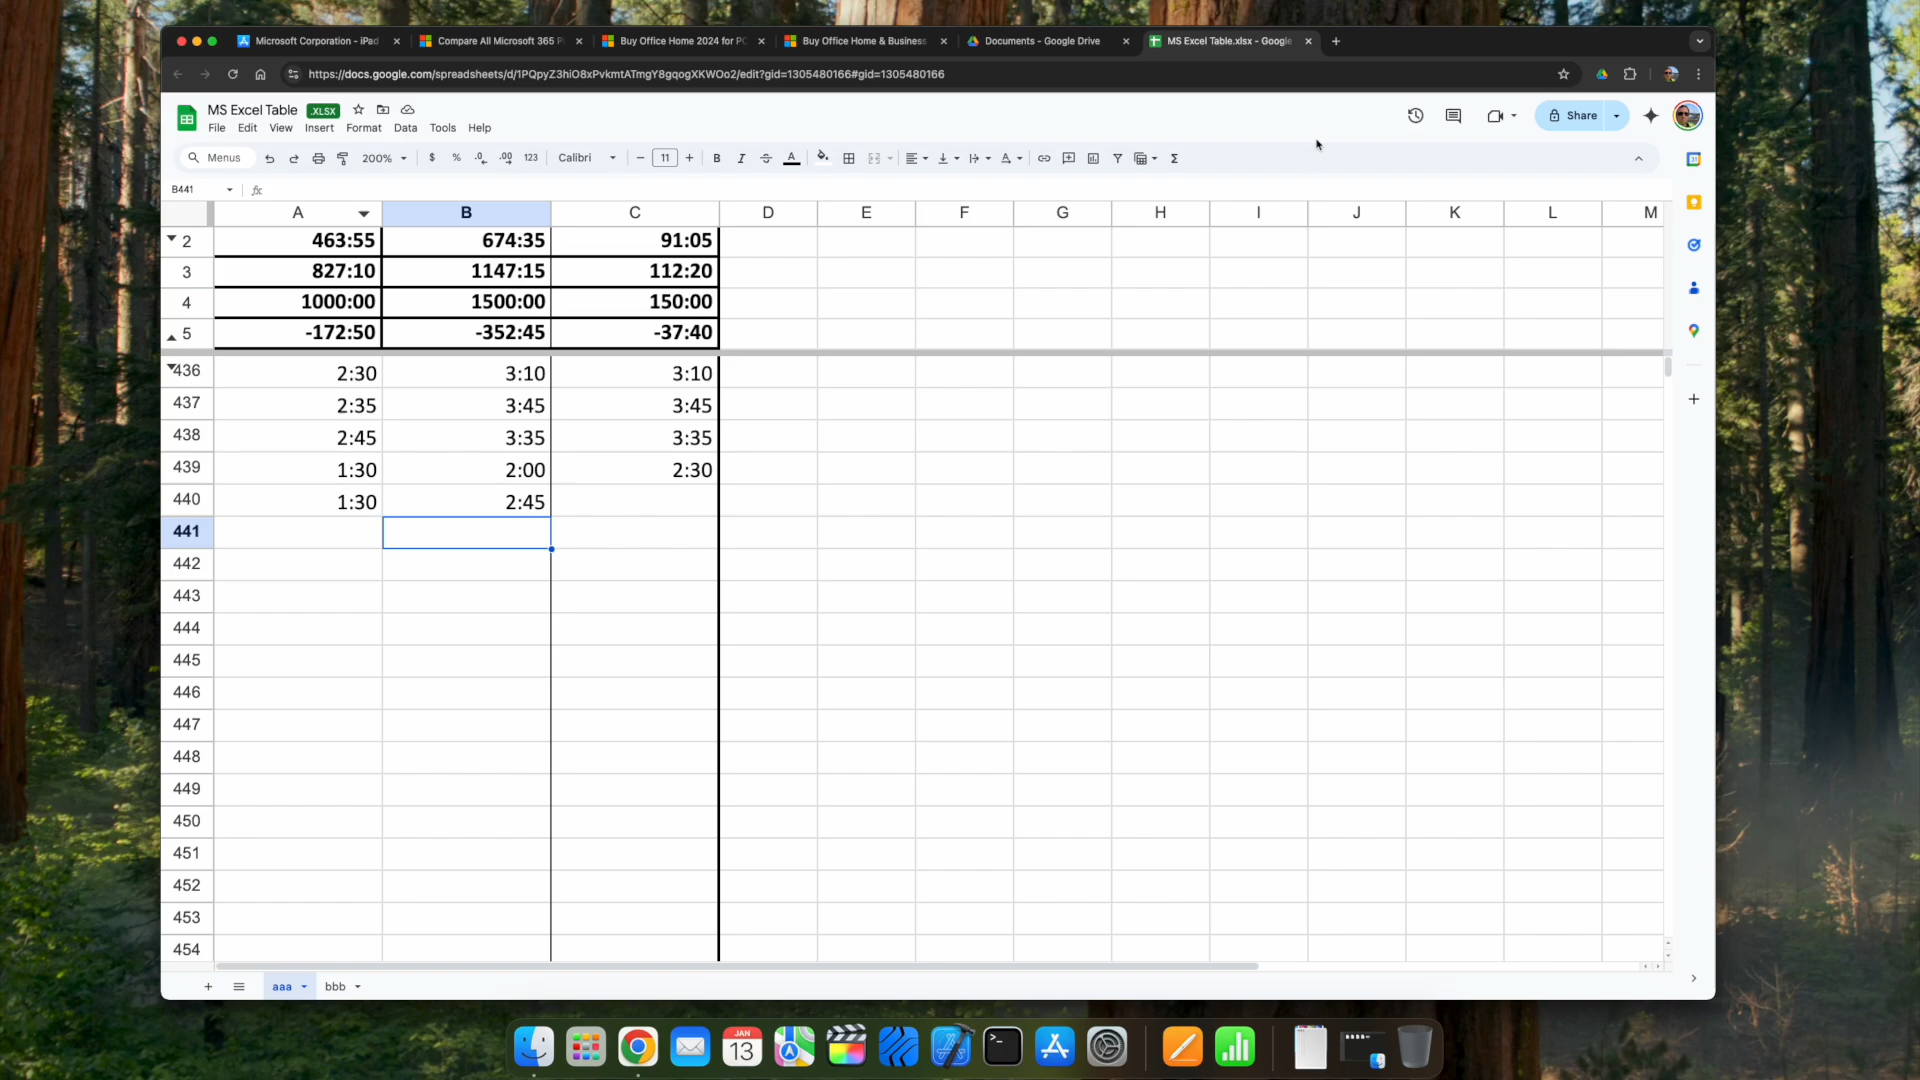 Microsoft Corporation - iPad
Compare All Microsoft 365 P
Buy Office Home 2024 for PC
Buy Office Home & Business
Documents - Google Drive
MS Excel Table.xlsx - Google
https://docs.google.com/spreadsheets/d/1PQpyZ3hiO8xPvkmtATmgY8gqogXKWOo2/edit?gid=1305480166#gid=1305480166
MS Excel Table .XLSX
Share
File Edit View Insert Format Data Tools Help
Menus 200% $ % .0 .00 123 Calibri 11 B I A Σ
B441 fx
A B C D E F G H I J K L M
2 463:55 674:35 91:05
3 827:10 1147:15 112:20
4 1000:00 1500:00 150:00
5 -172:50 -352:45 -37:40
436 2:30 3:10 3:10
437 2:35 3:45 3:45
438 2:45 3:35 3:35
439 1:30 2:00 2:30
440 1:30 2:45
441
442
443
444
445
446
447
448
449
450
451
452
453
454
aaa bbb
JAN
13